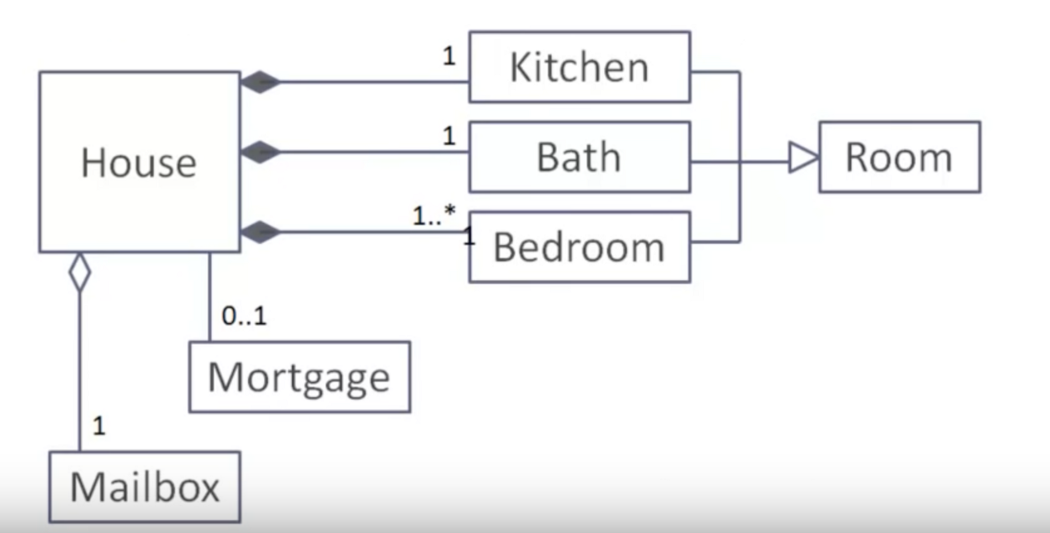 1
Kitchen
House
1
Bath
Room
1..*
1
Bedroom
0..1
Mortgage
1
Mailbox